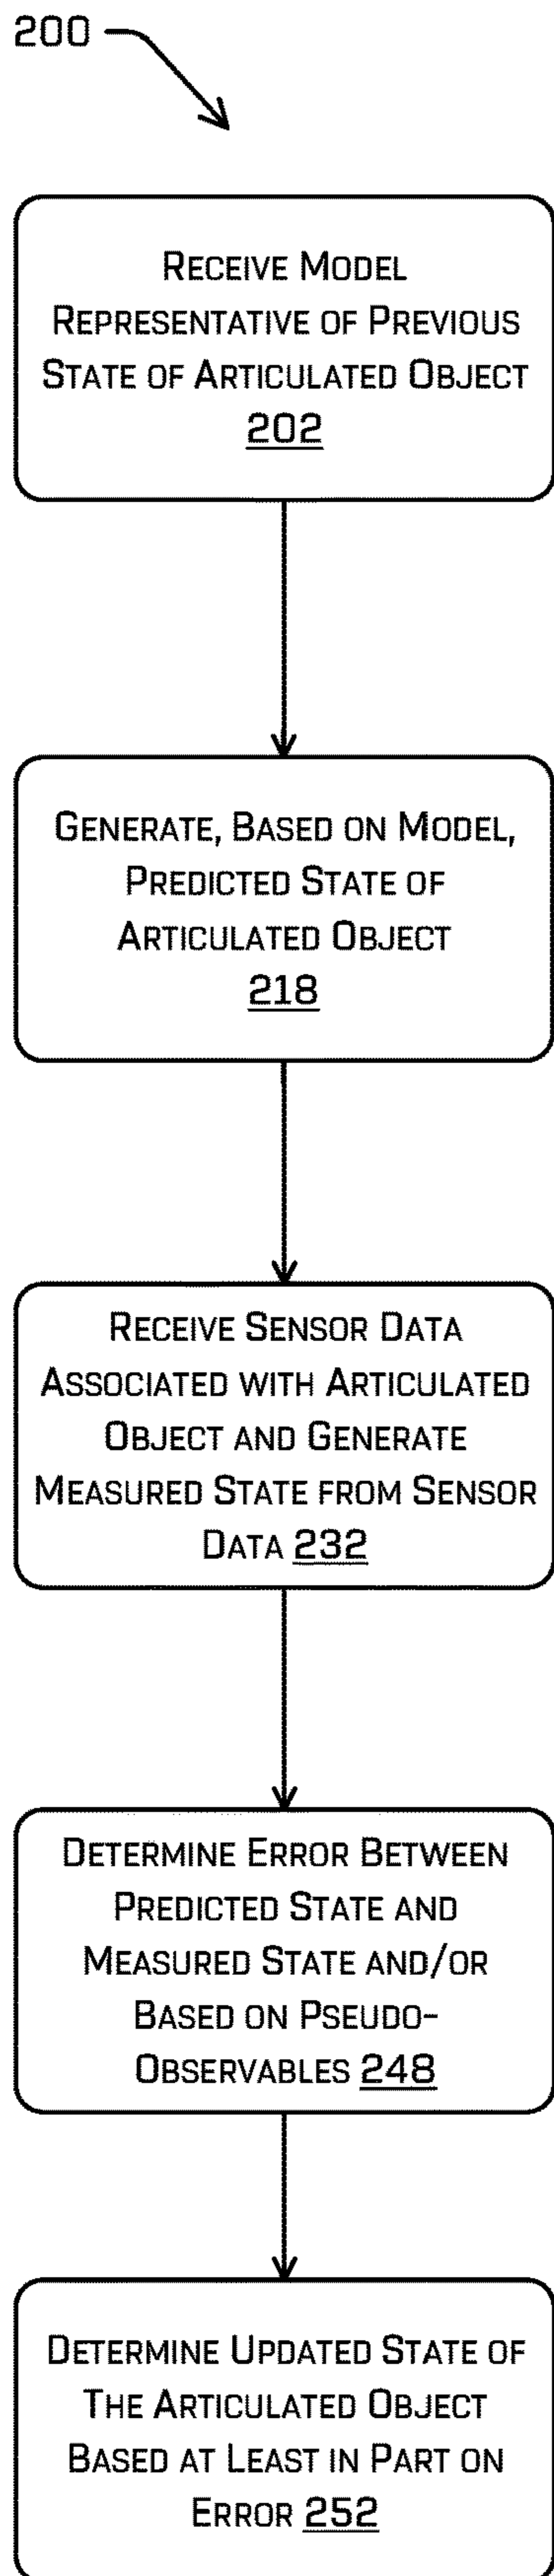 200
Receive Model
Representative of Previous
State of Articulated Object
202
Generate, Based on Model,
Predicted State of
Articulated Object
218
Receive Sensor Data
Associated with Articulated
Object and Generate
Measured State from Sensor
Data 232
Determine Error Between
Predicted State and
Measured State and/or
Based on Pseudo-
Observables 248
Determine Updated State of
The Articulated Object
Based at Least in Part on
Error 252